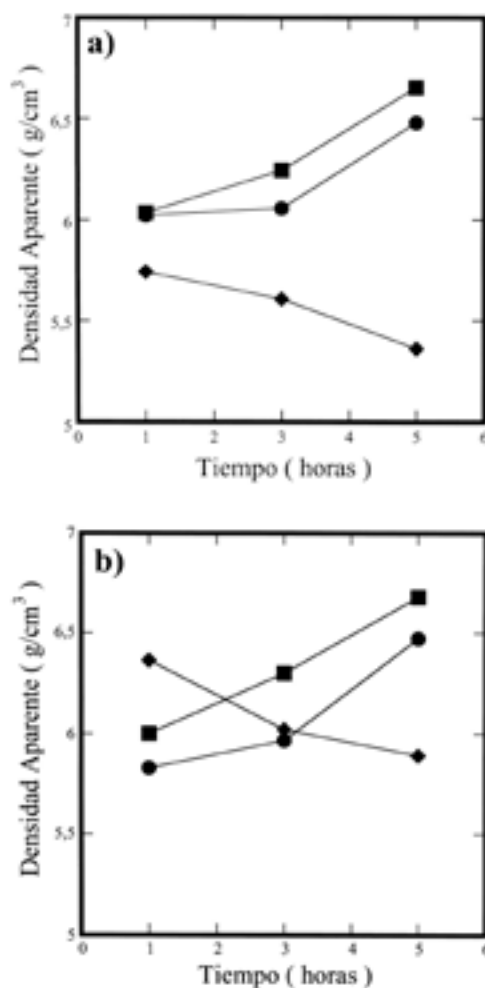 a)
Densidad Aparente ( g/cm³ )
7
6,5
6
5,5
5
0 1 2 3 4 5 6
Tiempo ( horas )
b)
Densidad Aparente ( g/cm³ )
7
6,5
6
5,5
5
0 1 2 3 4 5 6
Tiempo ( horas )